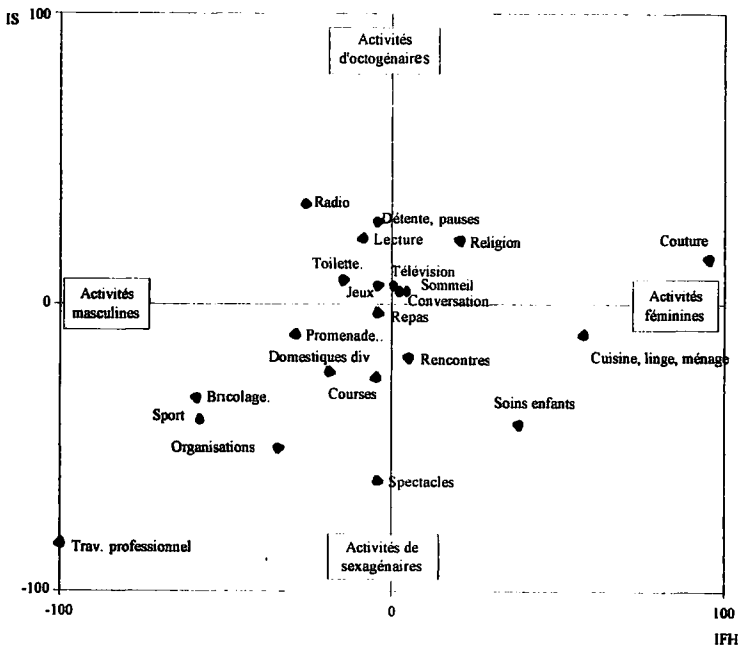 IS
100
Activités
d'octogénaires
Radio
Détente, pauses
Lecture
Religion
Couture
Toilette.
Télévision
Jeux
Sommeil
0
Conversation
Activités
masculines
Activités
féminines
Repas
Promenade..
Domestiques div
Rencontres
Cuisine, linge, ménage
Courses
Bricolage.
Soins enfants
Sport
Organisations
Spectacles
Trav. professionnel
Activités de
sexagénaires
-100
-100
0
100
IFH